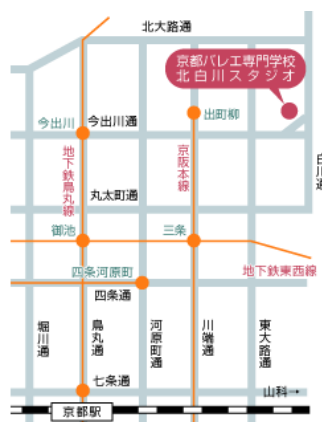 北大路通
京都バレエ専門学校
北白川スタジオ
今出川
今出川通
出町柳
白川通
地下鉄烏丸線
京阪本線
丸太町通
御池
三条
四条河原町
地下鉄東西線
四条通
堀川通
烏丸通
河原町通
川端通
東大路通
七条通
山科→
京都駅